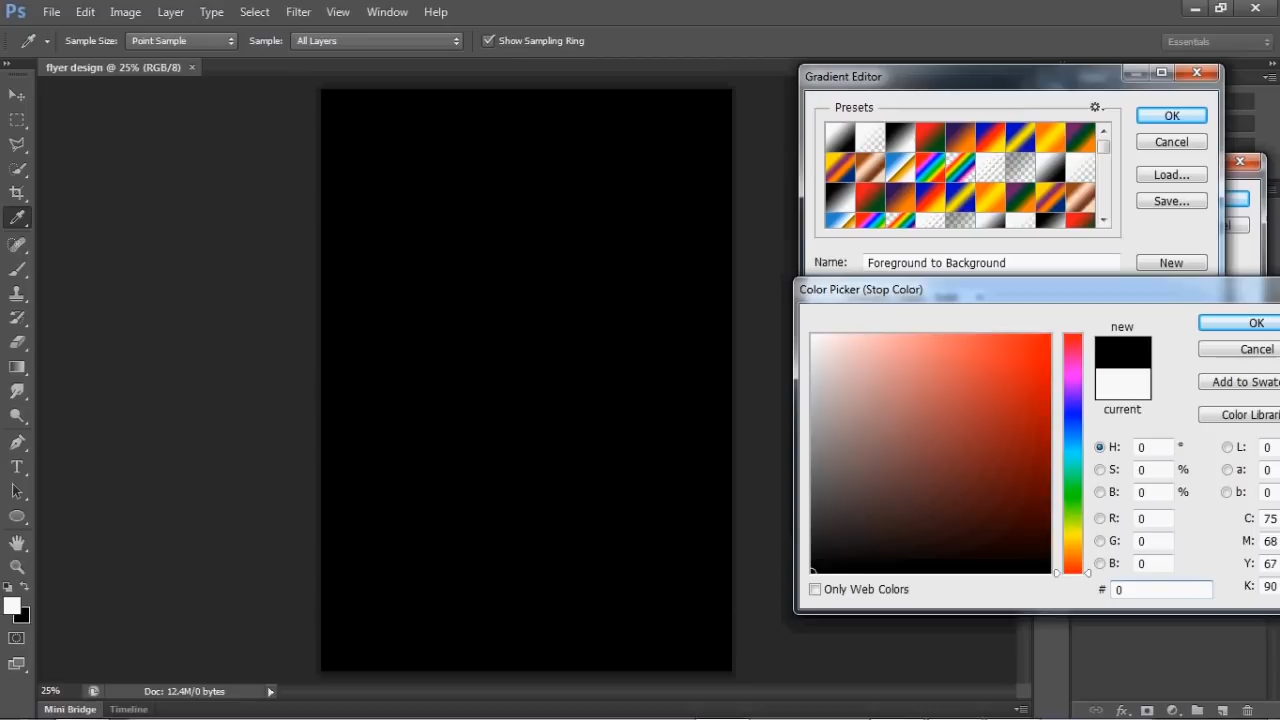 Ps File Edit Image Layer Type Select Filter View Window Help
Sample Size: Point Sample Sample: All Layers Show Sampling Ring Essentials
flyer design @ 25% (RGB/8) ×
Gradient Editor
Presets
OK
Cancel
Load...
Save...
Name: Foreground to Background New
Color Picker (Stop Color)
new
OK
Cancel
Add to Swat
current
Color Librari
H: 0 ° L: 0
S: 0 % a: 0
B: 0 % b: 0
R: 0 C: 75
G: 0 M: 68
B: 0 Y: 67
Only Web Colors # 0 K: 90
25% Doc: 12.4M/0 bytes
Mini Bridge Timeline
fx